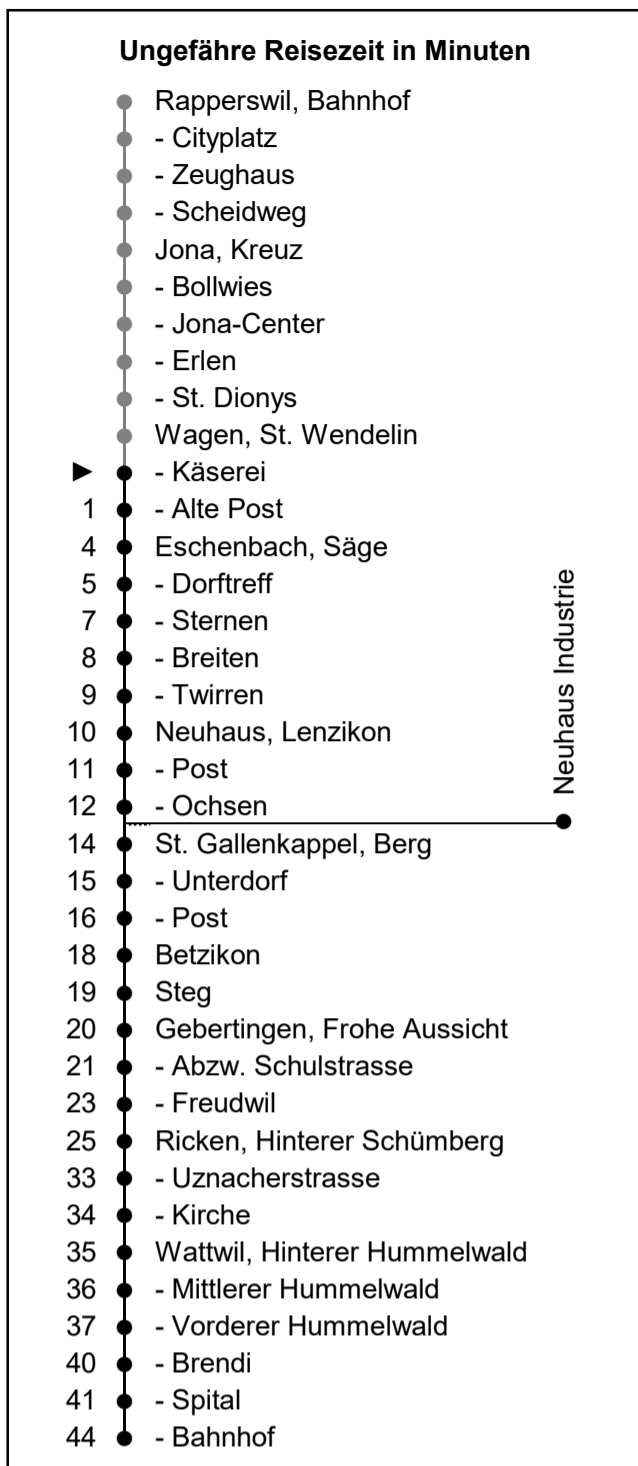 Ungefähre Reisezeit in Minuten
Rapperswil, Bahnhof
- Cityplatz
- Zeughaus
- Scheidweg
Jona, Kreuz
- Bollwies
- Jona-Center
- Erlen
- St. Dionys
Wagen, St. Wendelin
- Käserei
1 - Alte Post
4 Eschenbach, Säge
5 - Dorftreff
7 - Sternen
8 - Breiten
9 - Twirren
10 Neuhaus, Lenzikon
11 - Post
12 - Ochsen
Neuhaus Industrie
14 St. Gallenkappel, Berg
15 - Unterdorf
16 - Post
18 Betzikon
19 Steg
20 Gebertingen, Frohe Aussicht
21 - Abzw. Schulstrasse
23 - Freudwil
25 Ricken, Hinterer Schümberg
33 - Uznacherstrasse
34 - Kirche
35 Wattwil, Hinterer Hummelwald
36 - Mittlerer Hummelwald
37 - Vorderer Hummelwald
40 - Brendi
41 - Spital
44 - Bahnhof